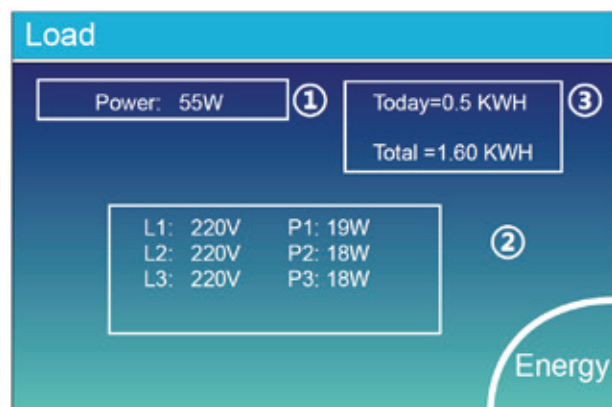 Load
Power: 55W ①
Today=0.5 KWH ③
Total =1.60 KWH
L1: 220V P1: 19W
L2: 220V P2: 18W
L3: 220V P3: 18W
②
Energy